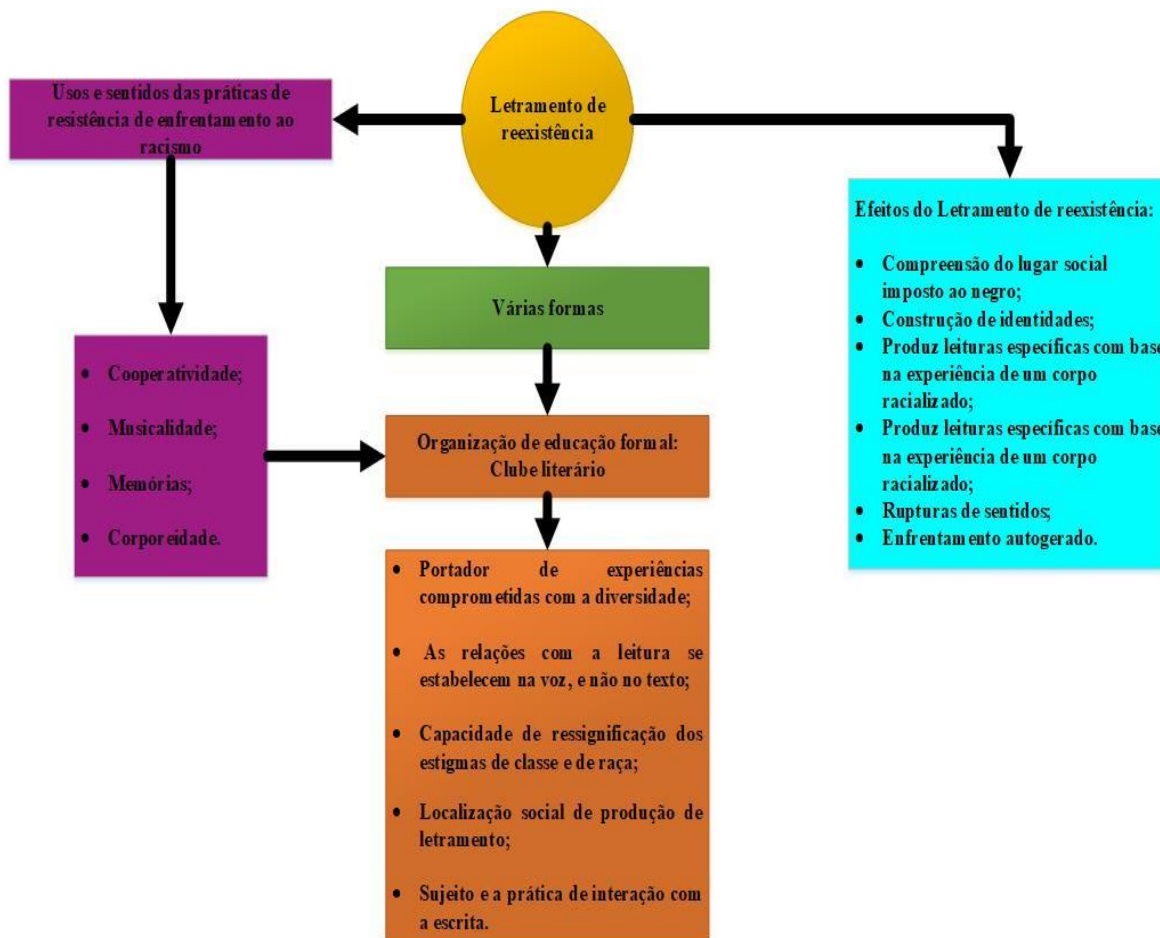 Letramento de
reexistência
Usos e sentidos das práticas de
resistência de enfrentamento ao
racismo
• Cooperatividade;
• Musicalidade;
• Memórias;
• Corporeidade.
Várias formas
Organização de educação formal:
Clube literário
• Portador de experiências
comprometidas com a diversidade;
• As relações com a leitura se
estabelecem na voz, e não no texto;
• Capacidade de ressignificação dos
estigmas de classe e de raça;
• Localização social de produção de
letramento;
• Sujeito e a prática de interação com
a escrita.
Efeitos do Letramento de reexistência:
• Compreensão do lugar social
imposto ao negro;
• Construção de identidades;
• Produz leituras específicas com base
na experiência de um corpo
racializado;
• Produz leituras específicas com base
na experiência de um corpo
racializado;
• Rupturas de sentidos;
• Enfrentamento autogerado.